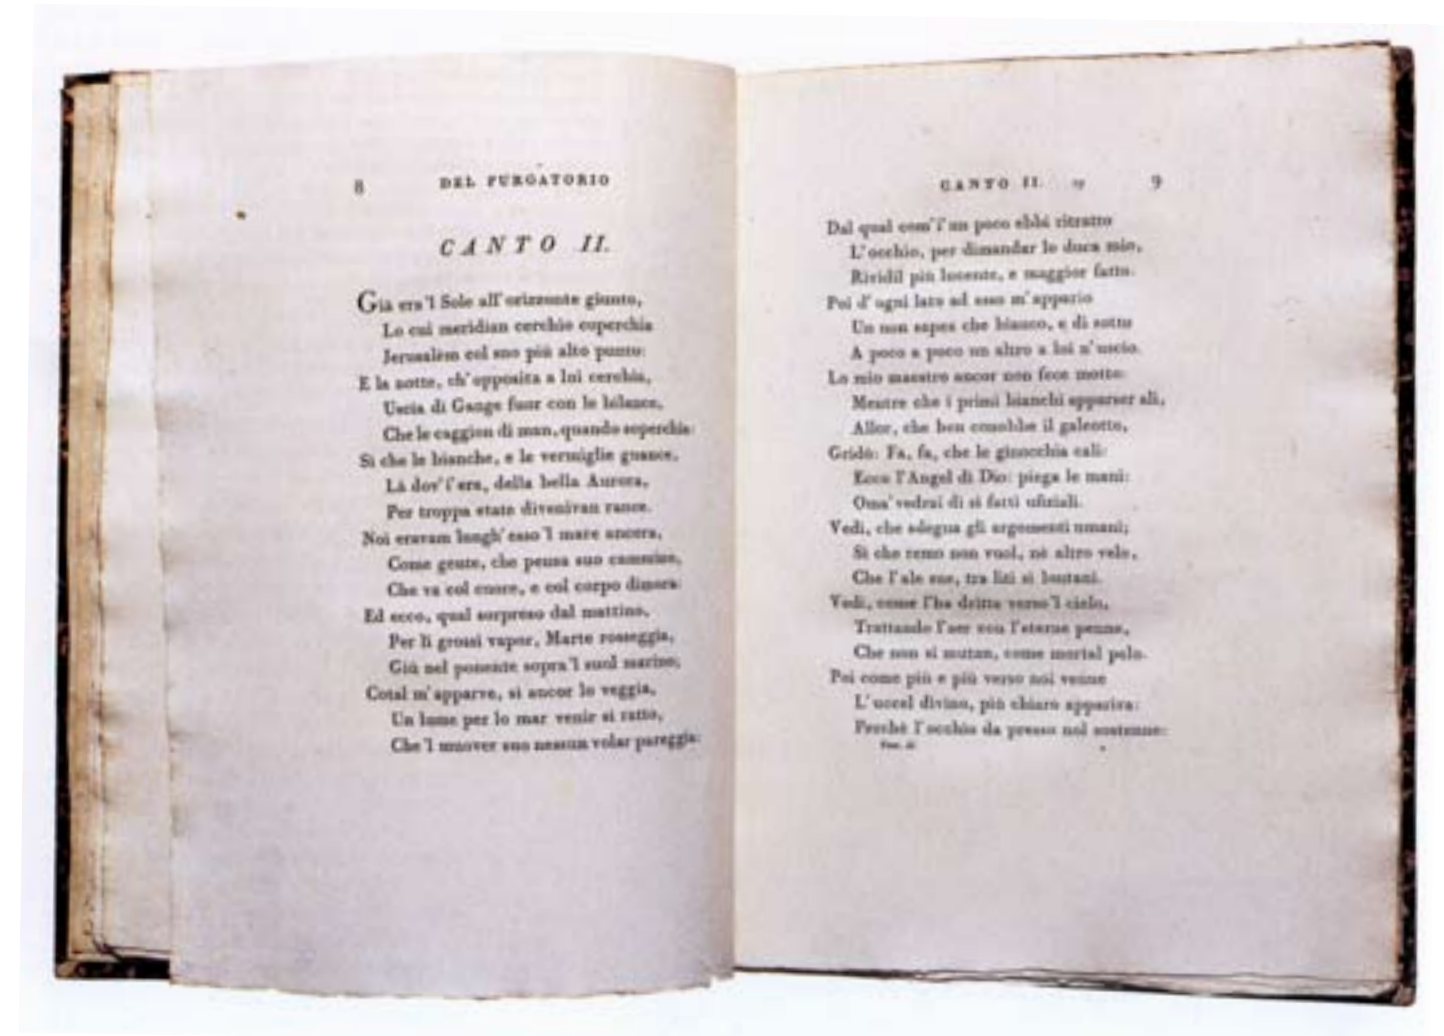 8 DEL PURGATORIO
CANTO II.
Già era 'l Sole all' orizzonte giunto,
Lo cui meridian cerchio coperchia
Jerusalèm col suo più alto punto:
E la notte, ch' opposita a lui cerchia,
Uscia di Gange fuor con le bilance,
Che le caggion di man, quando soperchia:
Sì che le bianche, e le vermiglie guance,
Là dov' i' era, della bella Aurora,
Per troppa etate divenivan rance.
Noi eravam lungh' esso 'l mare ancora,
Come gente, che pensa suo cammino,
Che va col cuore, e col corpo dimora:
Ed ecco, qual sorpreso dal mattino,
Per li grossi vapor, Marte rosseggia,
Giù nel ponente sopra 'l suol marino;
Cotal m' apparve, si ancor lo veggia,
Un lume per lo mar venir sì ratto,
Che 'l muover suo nessun volar pareggia:
CANTO II. 9
Dal qual com' i' un poco ebbi ritratto
L' occhio, per dimandar lo duca mio,
Rividil più lucente, e maggior fatto.
Poi d' ogni lato ad esso m' appario
Un non sapea che bianco, e di sotto
A poco a poco un altro a lui n' uscio.
Lo mio maestro ancor non fece motto:
Mentre che i primi bianchi apparser ali,
Allor, che ben conobbe il galeotto,
Gridò: Fa, fa, che le ginocchia cali:
Ecco l' Angel di Dio: piega le mani:
Oma' vedrai di sì fatti ufiziali.
Vedi, che sdegna gli argomenti umani;
Sì che remo non vuol, nè altro velo,
Che l' ale sue, tra liti sì lontani.
Vedi, come l' ha dritte verso 'l cielo,
Trattando l' aer con l' eterne penne,
Che non si mutan, come mortal pelo.
Poi come più e più verso noi venne
L' uccel divino, più chiaro appariva:
Perchè l' occhio da presso nol sostenne:
Tom. II